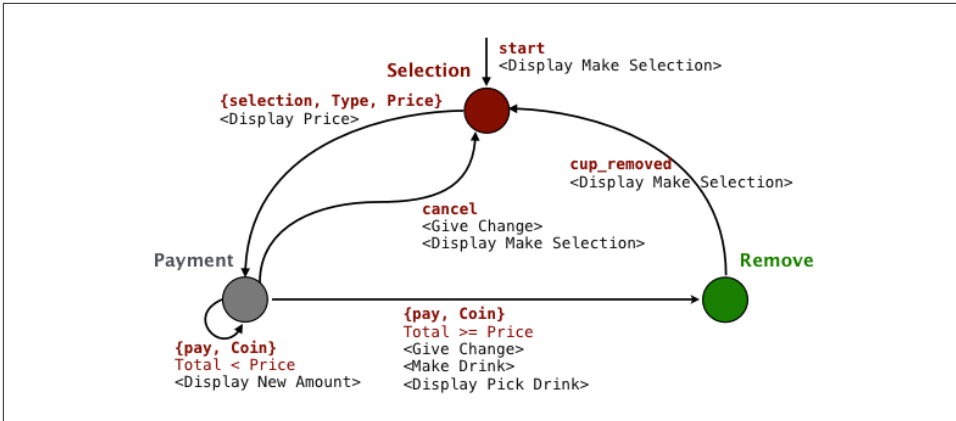 start
<Display Make Selection>
Selection
{selection, Type, Price}
<Display Price>
cup_removed
<Display Make Selection>
cancel
<Give Change>
<Display Make Selection>
Payment
Remove
{pay, Coin}
Total >= Price
<Give Change>
<Make Drink>
<Display Pick Drink>
{pay, Coin}
Total < Price
<Display New Amount>